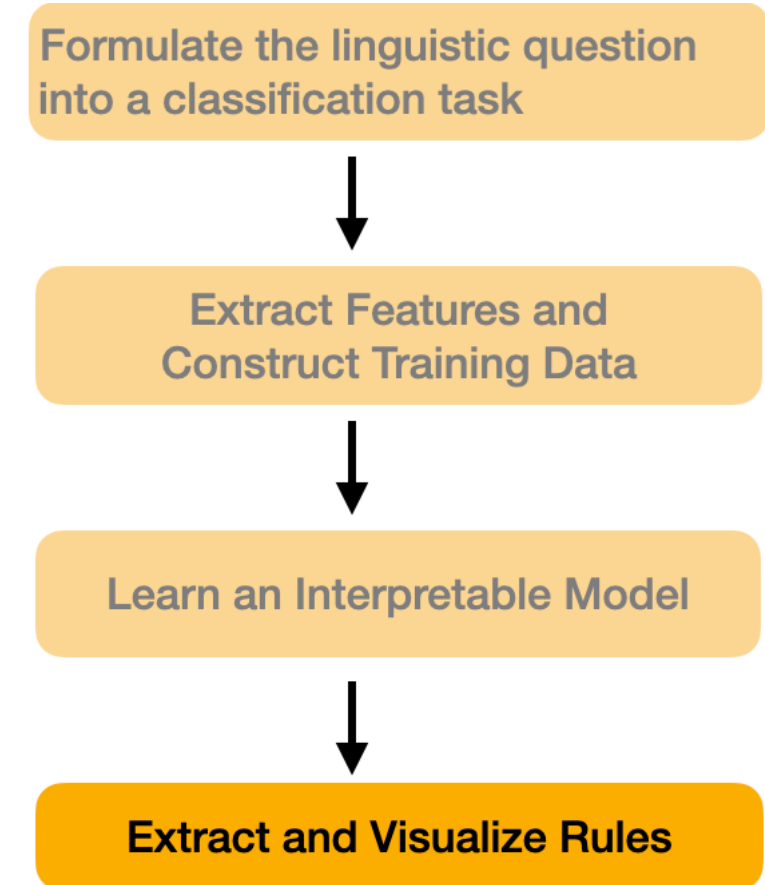 Formulate the linguistic question
into a classification task
Extract Features and
Construct Training Data
Learn an Interpretable Model
Extract and Visualize Rules